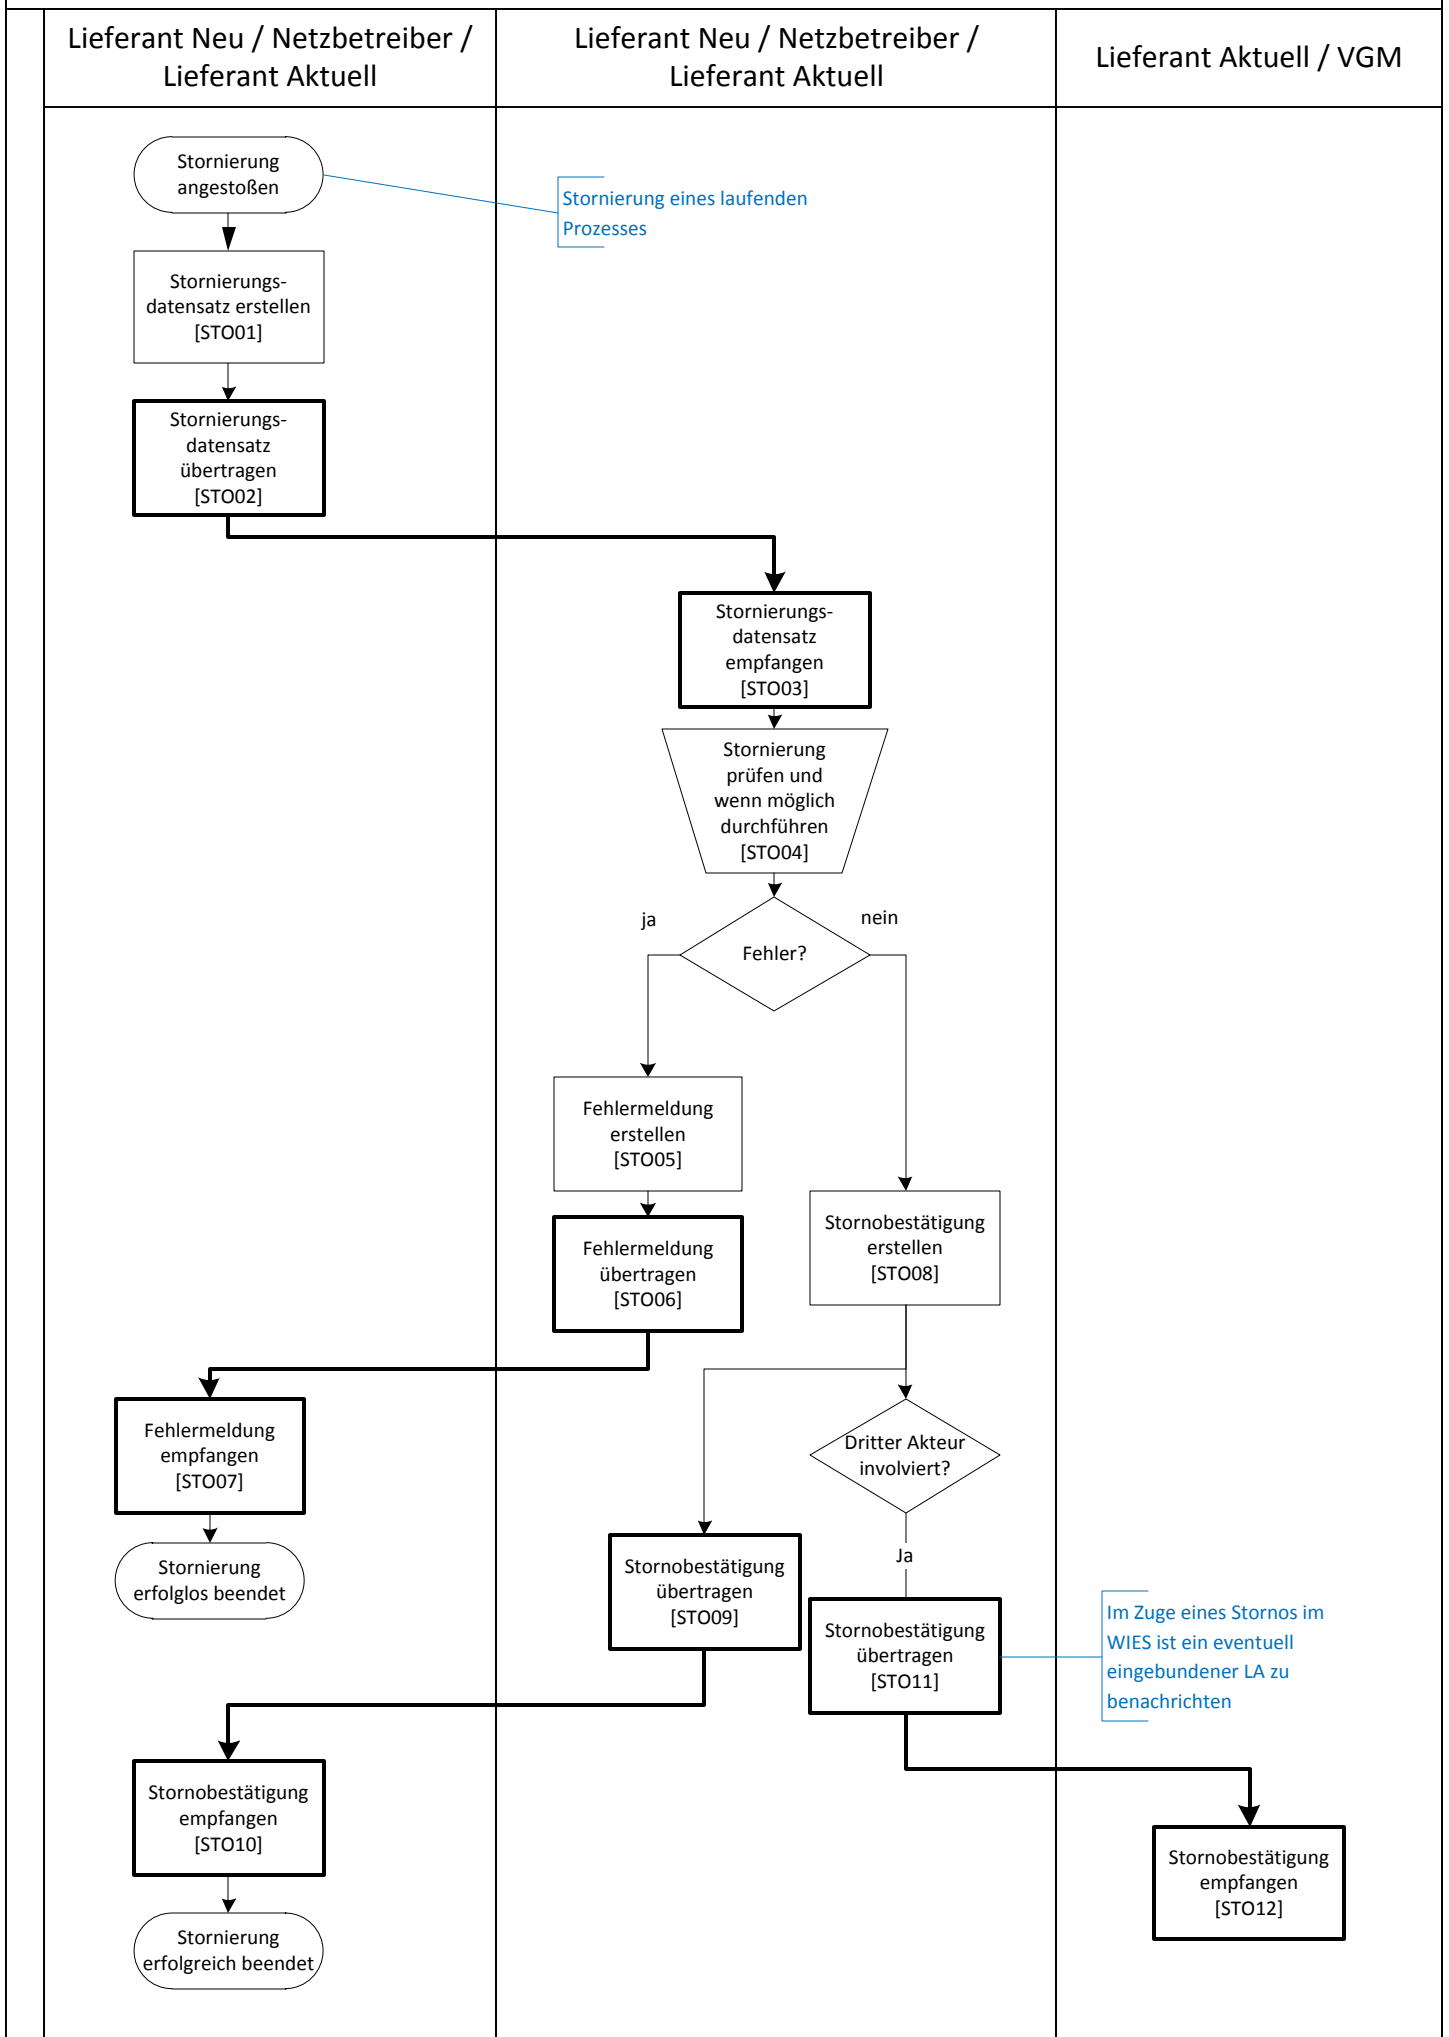 Lieferant Neu / Netzbetreiber /
Lieferant Aktuell
Lieferant Neu / Netzbetreiber /
Lieferant Aktuell
Lieferant Aktuell / VGM
Stornierung
angestoßen
Stornierung eines laufenden
Prozesses
Stornierungs-
datensatz erstellen
[STO01]
Stornierungs-
datensatz
übertragen
[STO02]
Stornierungs-
datensatz
empfangen
[STO03]
Stornierung
prüfen und
wenn möglich
durchführen
[STO04]
ja
nein
Fehler?
Fehlermeldung
erstellen
[STO05]
Fehlermeldung
übertragen
[STO06]
Stornobestätigung
erstellen
[STO08]
Fehlermeldung
empfangen
[STO07]
Dritter Akteur
involviert?
Stornierung
erfolglos beendet
Stornobestätigung
übertragen
[STO09]
Ja
Stornobestätigung
übertragen
[STO11]
Im Zuge eines Stornos im
WIES ist ein eventuell
eingebundener LA zu
benachrichten
Stornobestätigung
empfangen
[STO10]
Stornobestätigung
empfangen
[STO12]
Stornierung
erfolgreich beendet